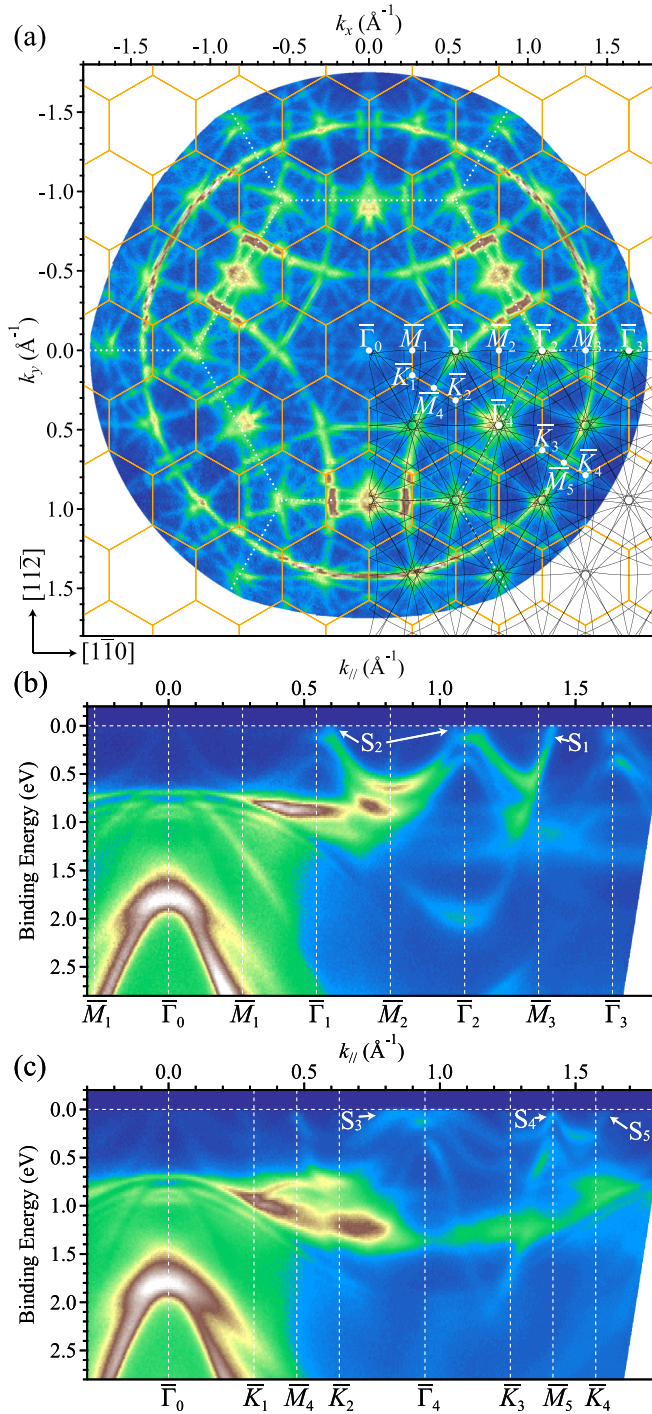 (a)
kx (Å⁻¹)
-1.5 -1.0 -0.5 0.0 0.5 1.0 1.5
ky (Å⁻¹)
-1.5
-1.0
-0.5
0.0
0.5
1.0
1.5
Γ̅0 M̅1 Γ̅1 M̅2 Γ̅2 M̅3 Γ̅3
K̅1 K̅2
M̅4 Γ̅4
K̅3
M̅5 K̅4
[112̅]
[11̅0]
(b)
k// (Å⁻¹)
0.0 0.5 1.0 1.5
Binding Energy (eV)
0.0
0.5
1.0
1.5
2.0
2.5
S2 S1
M̅1 Γ̅0 M̅1 Γ̅1 M̅2 Γ̅2 M̅3 Γ̅3
(c)
k// (Å⁻¹)
0.0 0.5 1.0 1.5
Binding Energy (eV)
0.0
0.5
1.0
1.5
2.0
2.5
S3 S4 S5
Γ̅0 K̅1 M̅4 K̅2 Γ̅4 K̅3 M̅5 K̅4